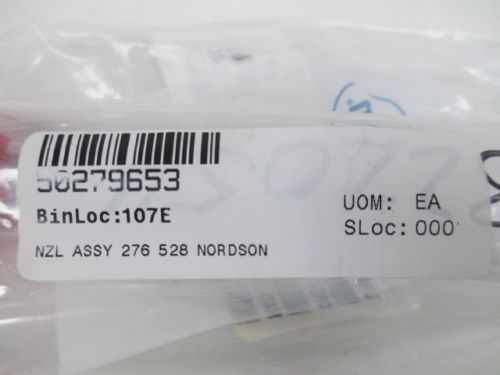 50279653
BinLoc:107E
UOM: EA
SLoc: 000
NZL ASSY 276 528 NORDSON